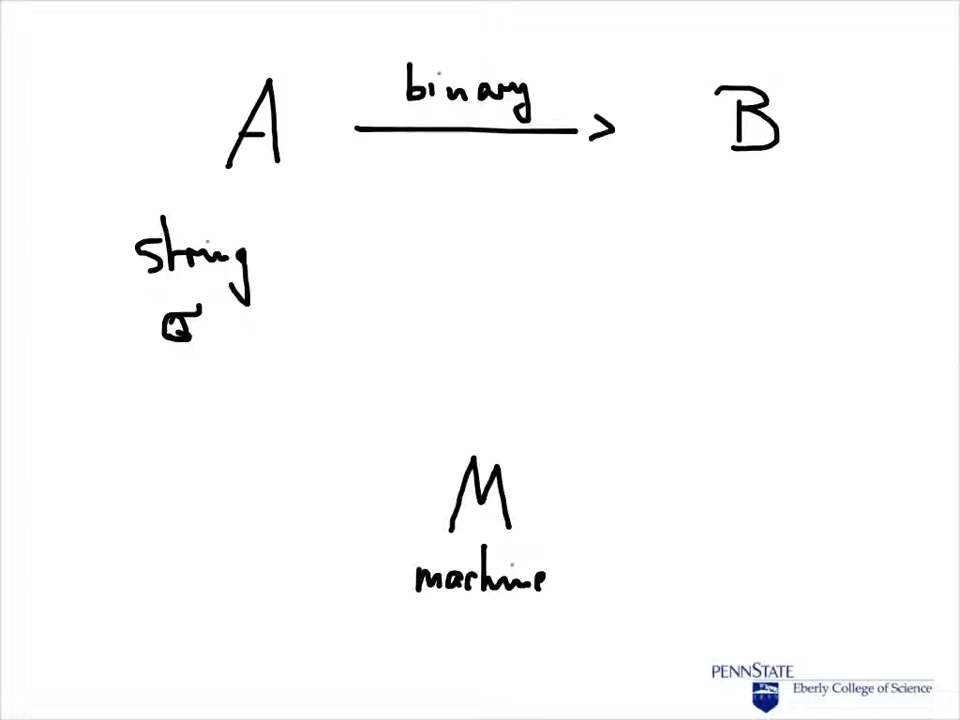 A binary B
string
σ
M
machine
PENNSTATE
Eberly College of Science